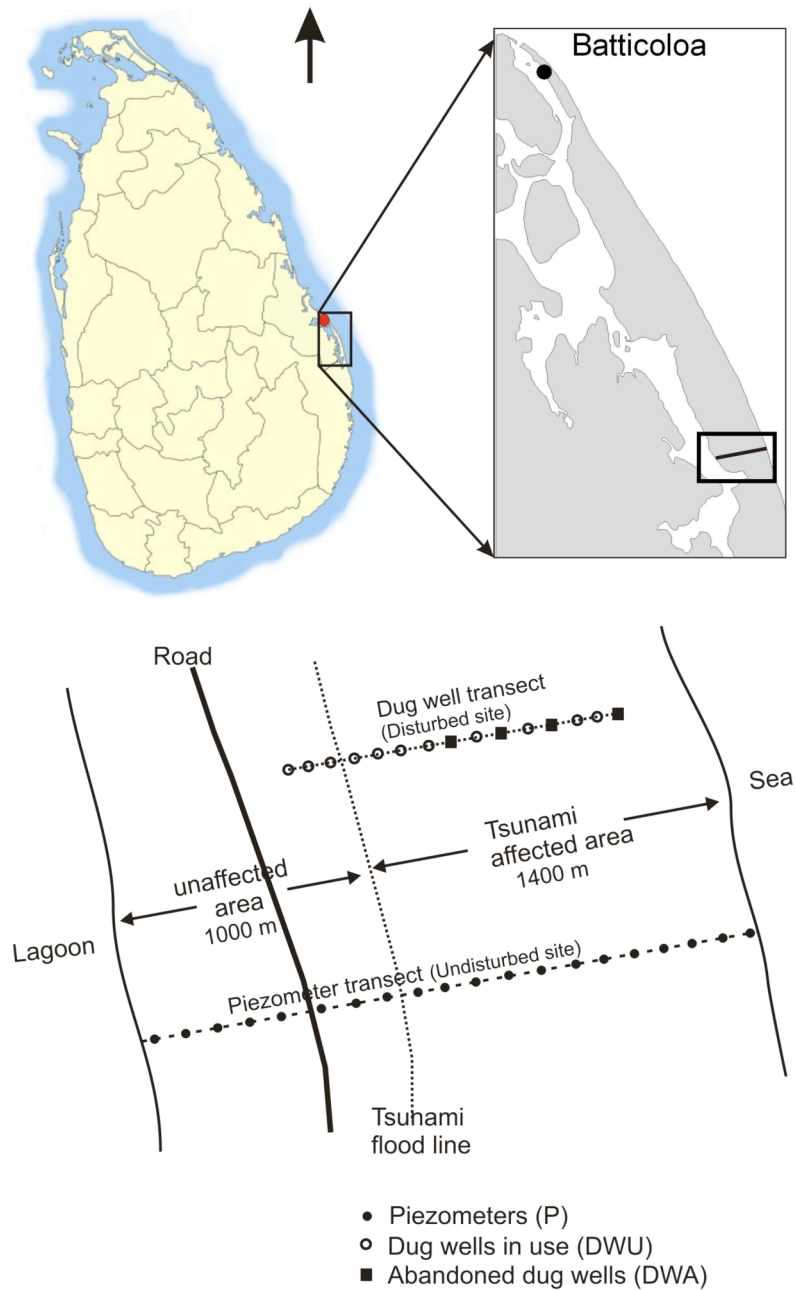 Batticoloa
Road
Dug well transect
(Disturbed site)
Sea
Tsunami
affected area
1400 m
unaffected
area
1000 m
Lagoon
Piezometer transect (Undisturbed site)
Tsunami
flood line
Piezometers (P)
Dug wells in use (DWU)
Abandoned dug wells (DWA)